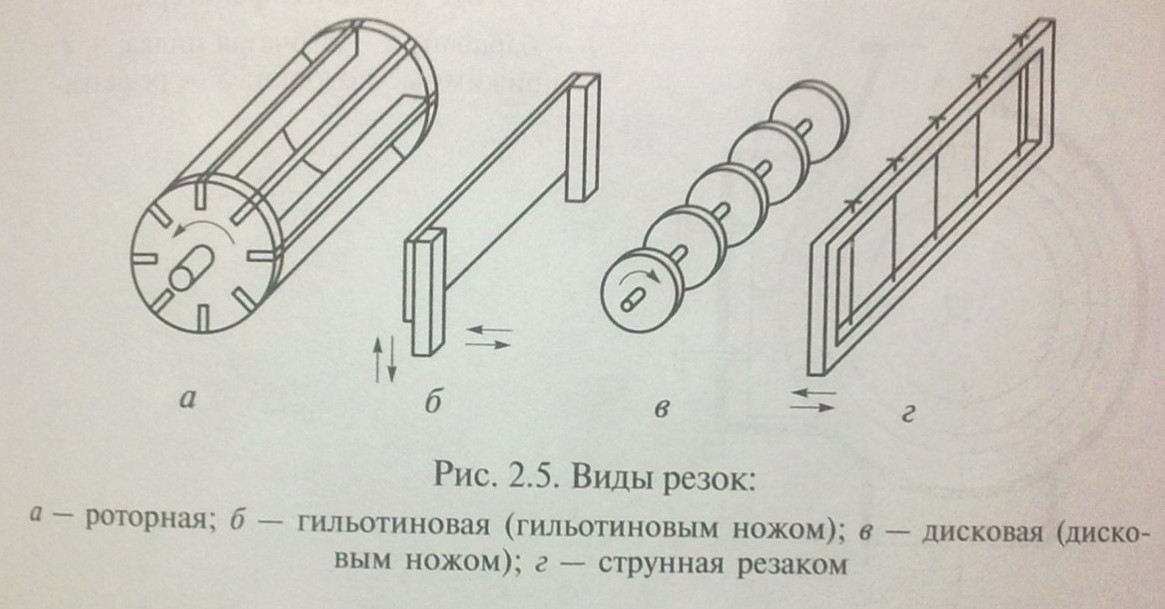 а
б
в
г
Рис. 2.5. Виды резок:
а — роторная; б — гильотиновая (гильотиновым ножом); в — дисковая (диско-
вым ножом); г — струнная резаком